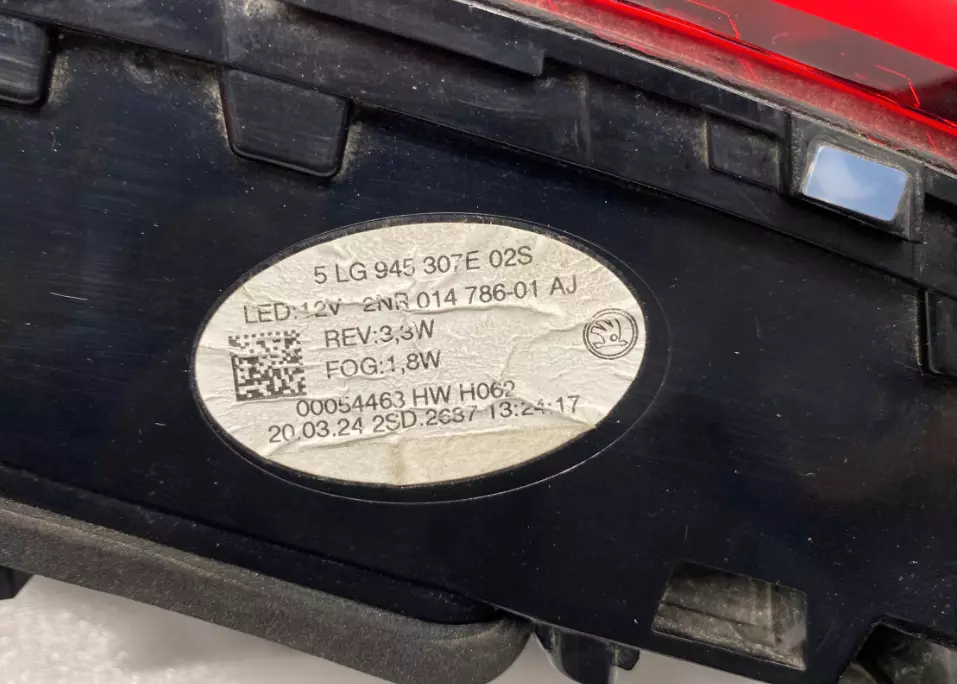 5 LG 945 307E 02S
LED:12V 2NR 014 786-01 AJ
REV:3,3W
FOG:1,8W
00054463 HW H062
20.03.24 2SD.2637 13:24:17